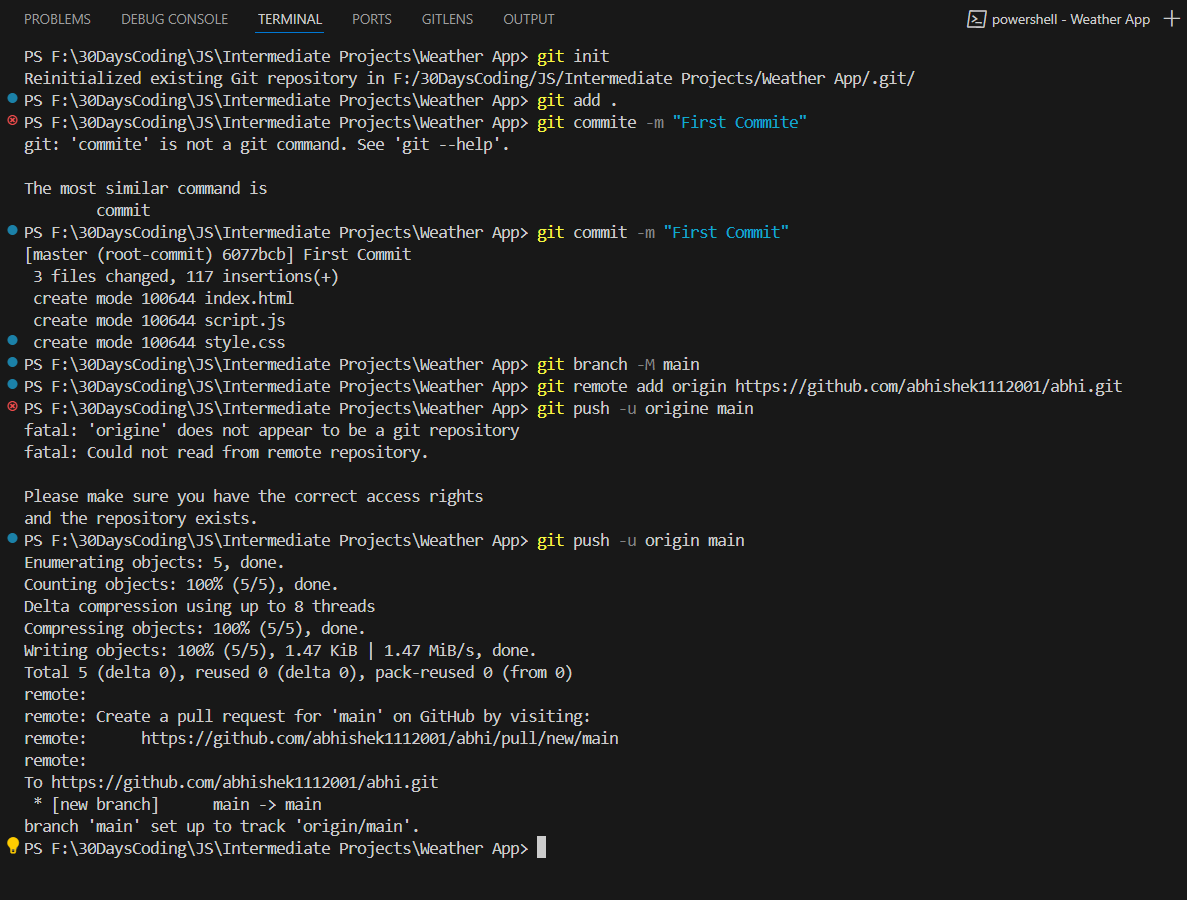 PROBLEMS DEBUG CONSOLE TERMINAL PORTS GITLENS OUTPUT powershell - Weather App
PS F:\30DaysCoding\JS\Intermediate Projects\Weather App> git init
Reinitialized existing Git repository in F:/30DaysCoding/JS/Intermediate Projects/Weather App/.git/
PS F:\30DaysCoding\JS\Intermediate Projects\Weather App> git add .
PS F:\30DaysCoding\JS\Intermediate Projects\Weather App> git commite -m "First Commite"
git: 'commite' is not a git command. See 'git --help'.

The most similar command is
        commit
PS F:\30DaysCoding\JS\Intermediate Projects\Weather App> git commit -m "First Commit"
[master (root-commit) 6077bcb] First Commit
 3 files changed, 117 insertions(+)
 create mode 100644 index.html
 create mode 100644 script.js
 create mode 100644 style.css
PS F:\30DaysCoding\JS\Intermediate Projects\Weather App> git branch -M main
PS F:\30DaysCoding\JS\Intermediate Projects\Weather App> git remote add origin https://github.com/abhishek1112001/abhi.git
PS F:\30DaysCoding\JS\Intermediate Projects\Weather App> git push -u origine main
fatal: 'origine' does not appear to be a git repository
fatal: Could not read from remote repository.

Please make sure you have the correct access rights
and the repository exists.
PS F:\30DaysCoding\JS\Intermediate Projects\Weather App> git push -u origin main
Enumerating objects: 5, done.
Counting objects: 100% (5/5), done.
Delta compression using up to 8 threads
Compressing objects: 100% (5/5), done.
Writing objects: 100% (5/5), 1.47 KiB | 1.47 MiB/s, done.
Total 5 (delta 0), reused 0 (delta 0), pack-reused 0 (from 0)
remote:
remote: Create a pull request for 'main' on GitHub by visiting:
remote:      https://github.com/abhishek1112001/abhi/pull/new/main
remote:
To https://github.com/abhishek1112001/abhi.git
 * [new branch]      main -> main
branch 'main' set up to track 'origin/main'.
PS F:\30DaysCoding\JS\Intermediate Projects\Weather App>